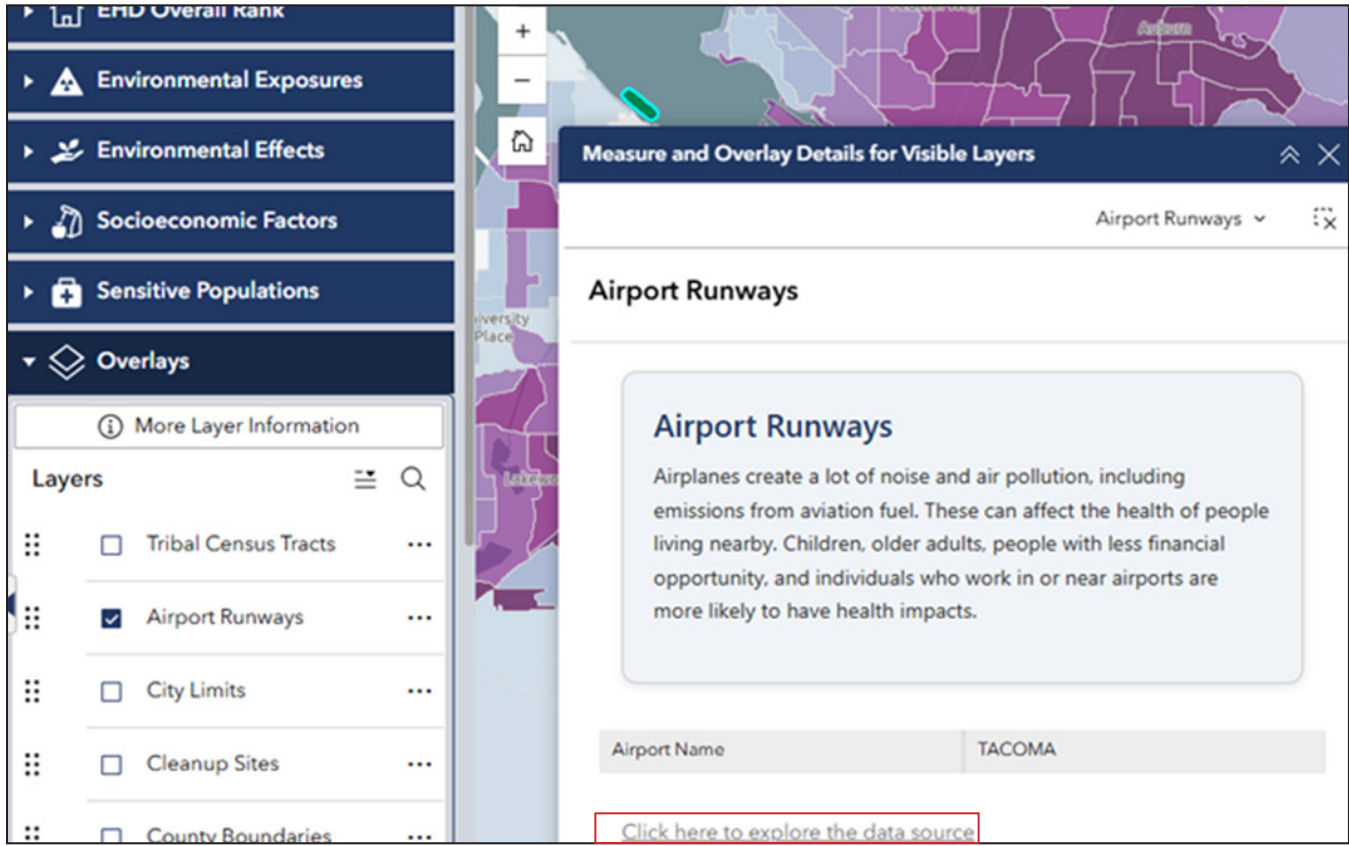 EHD Overall Rank
Environmental Exposures
Environmental Effects
Socioeconomic Factors
Sensitive Populations
Overlays
More Layer Information
Layers
Tribal Census Tracts
Airport Runways
City Limits
Cleanup Sites
County Boundaries
Auburn
iversity
Place
Lakewo
Measure and Overlay Details for Visible Layers
Airport Runways
Airport Runways
Airport Runways
Airplanes create a lot of noise and air pollution, including
emissions from aviation fuel. These can affect the health of people
living nearby. Children, older adults, people with less financial
opportunity, and individuals who work in or near airports are
more likely to have health impacts.
Airport Name TACOMA
Click here to explore the data source